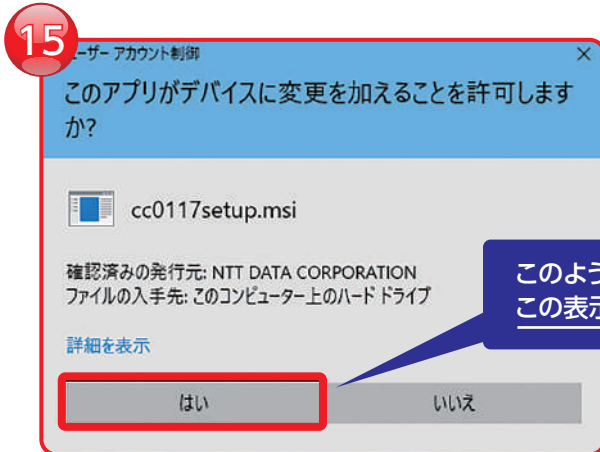 15
ーザー アカウント制御
このアプリがデバイスに変更を加えることを許可します
か?
cc0117setup.msi
確認済みの発行元: NTT DATA CORPORATION
ファイルの入手先: このコンピューター上のハード ドライブ
このよう
この表示
詳細を表示
はい
いいえ